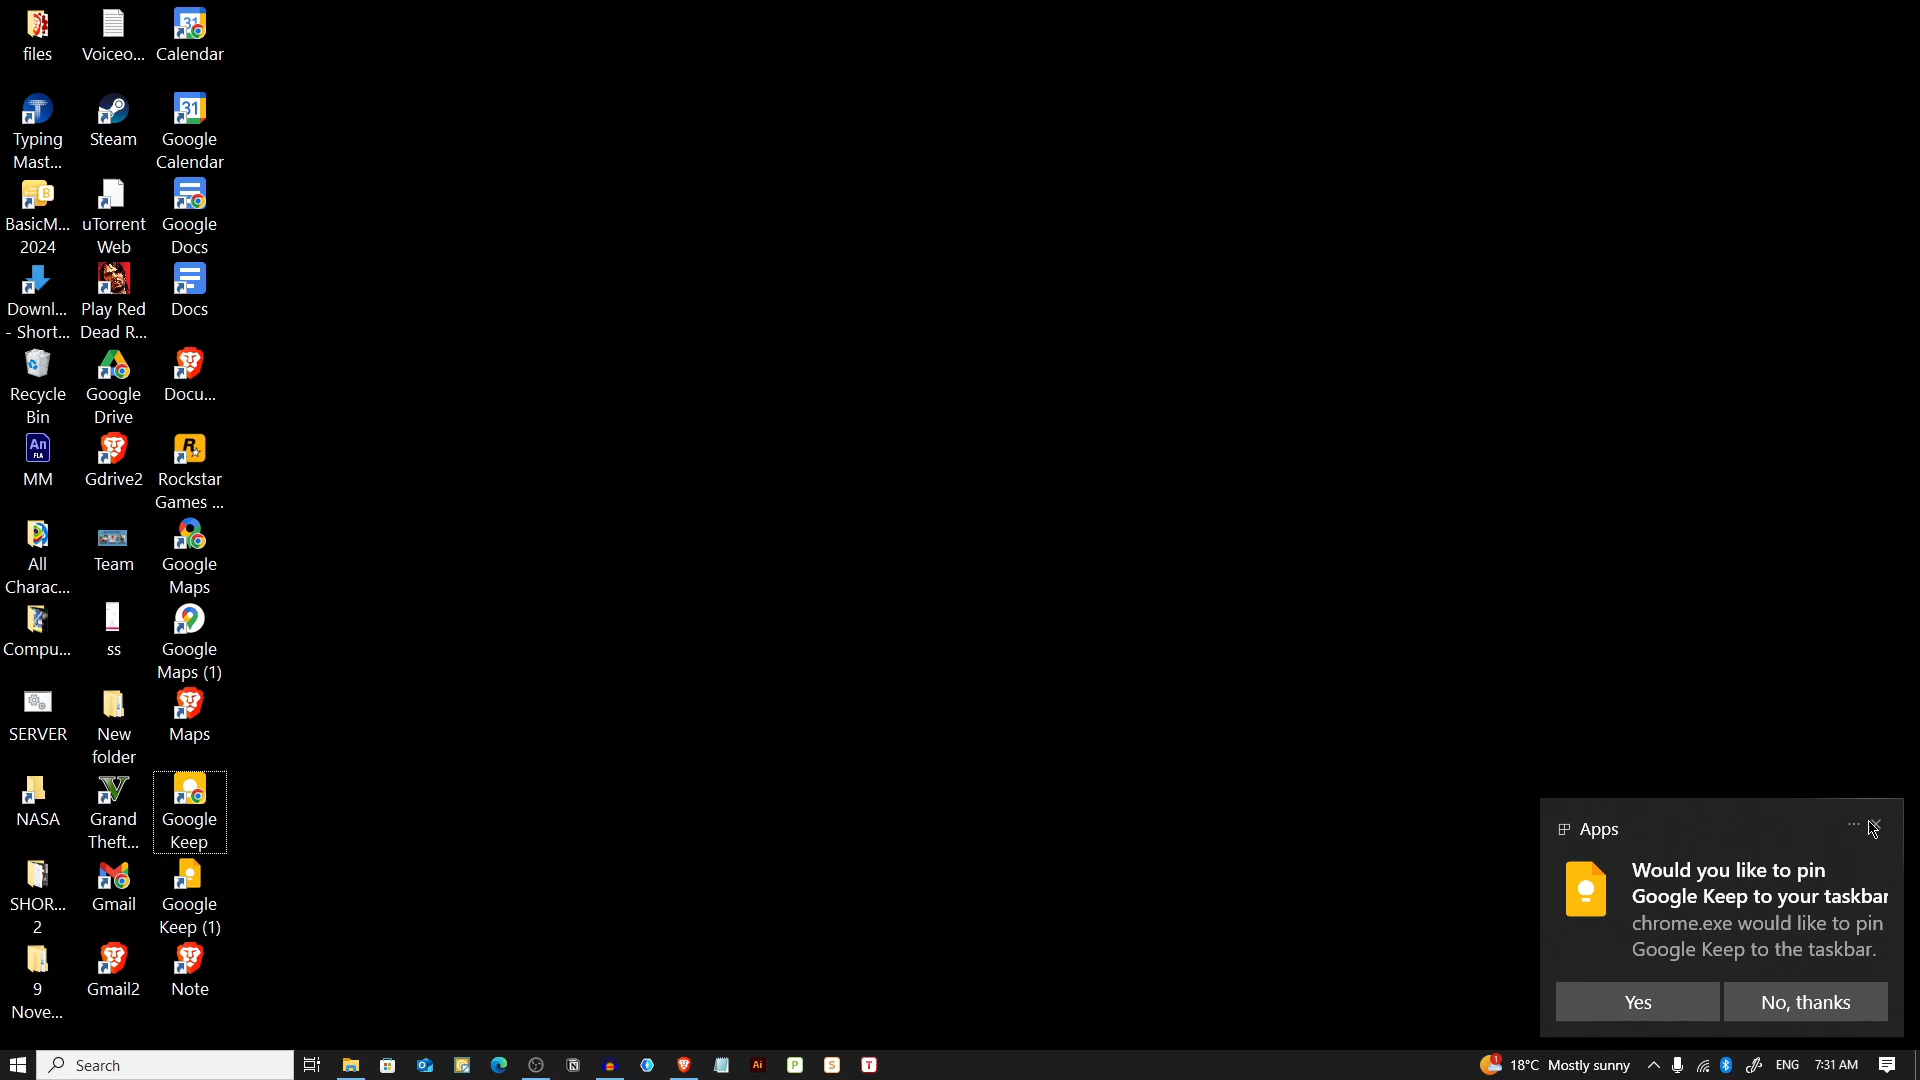 files
Voiceo...
Calendar
Typing
Mast...
Steam
Google
Calendar
BasicM...
2024
uTorrent
Web
Google
Docs
Downl...
- Short...
Play Red
Dead R...
Docs
Recycle
Bin
Google
Drive
Docu...
MM
Gdrive2
Rockstar
Games ...
All
Charac...
Team
Google
Maps
Compu...
ss
Google
Maps (1)
SERVER
New
folder
Maps
NASA
Grand
Theft...
Google
Keep
SHOR...
2
Gmail
Google
Keep (1)
9
Nove...
Gmail2
Note
Apps
Would you like to pin
Google Keep to your taskbar
chrome.exe would like to pin
Google Keep to the taskbar.
Yes
No, thanks
Search
18°C Mostly sunny
ENG
7:31 AM